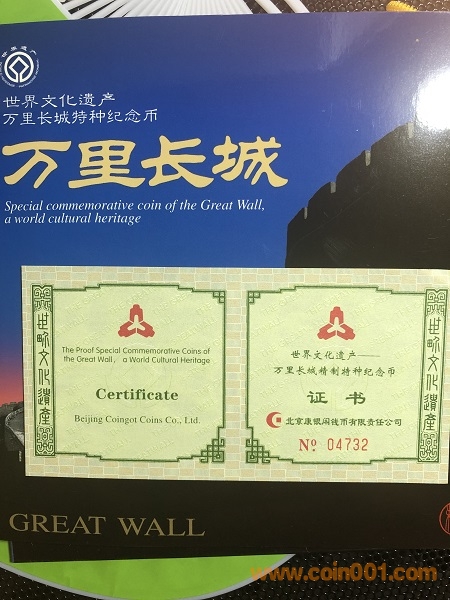 世界文化遗产
万里长城特种纪念币
万里长城
Special commemorative coin of the Great Wall,
a world cultural heritage
世界文化遺產
The Proof Special Commemorative Coins of
the Great Wall, a World Cultural Heritage
Certificate
Beijing Coingot Coins Co., Ltd.
世界文化遗产——
万里长城精制特种纪念币
证书
北京康银阁钱币有限责任公司
No 04732
世界文化遺產
GREAT WALL
www.coin001.com